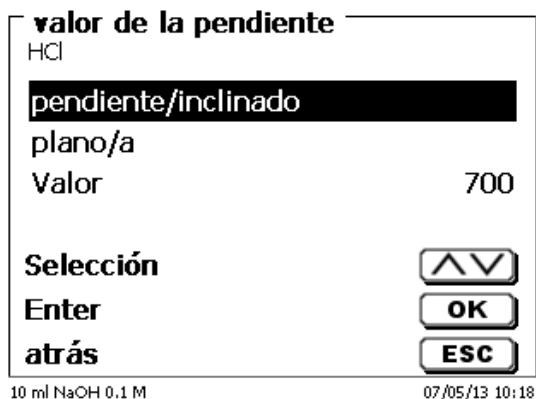 valor de la pendiente
HCl
pendiente/inclinado
plano/a
Valor 700
Selección
Enter OK
atrás ESC
10 ml NaOH 0.1 M 07/05/13 10:18